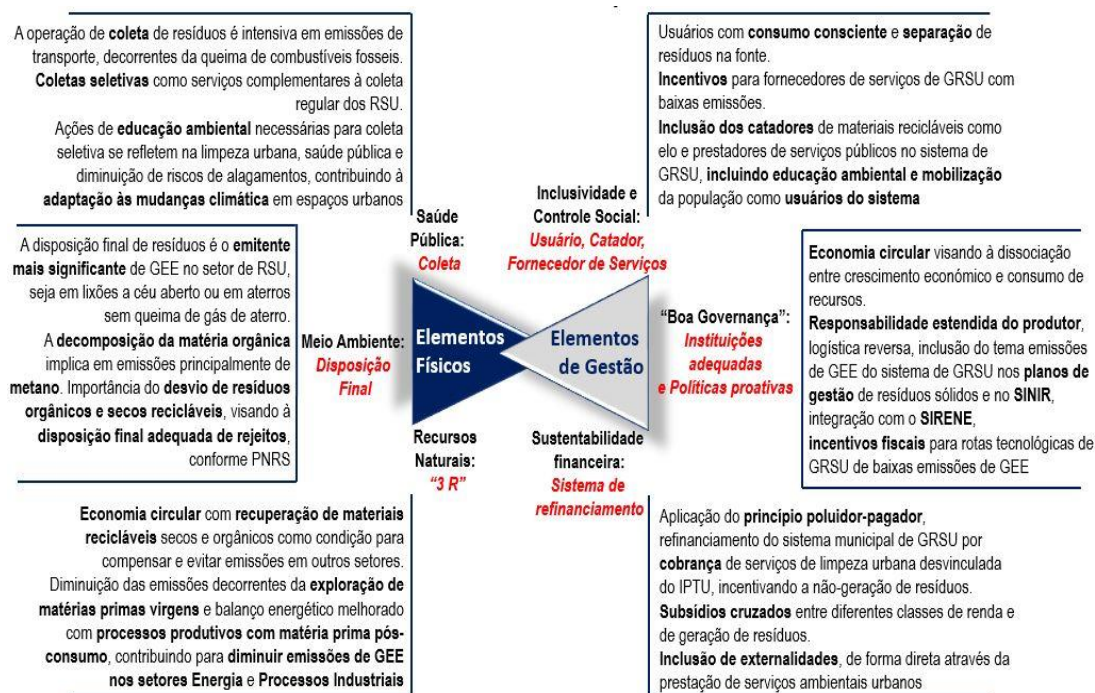 A operação de coleta de resíduos é intensiva em emissões de
transporte, decorrentes da queima de combustíveis fosseis.
Coletas seletivas como serviços complementares à coleta
regular dos RSU.
Ações de educação ambiental necessárias para coleta
seletiva se refletem na limpeza urbana, saúde pública e
diminuição de riscos de alagamentos, contribuindo à
adaptação às mudanças climática em espaços urbanos
Usuários com consumo consciente e separação de
resíduos na fonte.
Incentivos para fornecedores de serviços de GRSU com
baixas emissões.
Inclusão dos catadores de materiais recicláveis como
elo e prestadores de serviços públicos no sistema de
GRSU, incluindo educação ambiental e mobilização
da população como usuários do sistema
Saúde
Pública:
Coleta
Inclusividade e
Controle Social:
Usuário, Catador,
Fornecedor de Serviços
A disposição final de resíduos é o emitente
mais significante de GEE no setor de RSU,
seja em lixões a céu aberto ou em aterros
sem queima de gás de aterro.
A decomposição da matéria orgânica
implica em emissões principalmente de
metano. Importância do desvio de resíduos
orgânicos e secos recicláveis, visando à
disposição final adequada de rejeitos,
conforme PNRS
Meio Ambiente:
Disposição
Final
Elementos
Físicos
Elementos
de Gestão
“Boa Governança”:
Instituições
adequadas
e Políticas proativas
Economia circular visando à dissociação
entre crescimento económico e consumo de
recursos.
Responsabilidade estendida do produtor,
logística reversa, inclusão do tema emissões
de GEE do sistema de GRSU nos planos de
gestão de resíduos sólidos e no SINIR,
integração com o SIRENE,
incentivos fiscais para rotas tecnológicas de
GRSU de baixas emissões de GEE
Recursos
Naturais:
“3 R”
Sustentabilidade
financeira:
Sistema de
refinanciamento
Economia circular com recuperação de materiais
recicláveis secos e orgânicos como condição para
compensar e evitar emissões em outros setores.
Diminuição das emissões decorrentes da exploração de
matérias primas virgens e balanço energético melhorado
com processos produtivos com matéria prima pós-
consumo, contribuindo para diminuir emissões de GEE
nos setores Energia e Processos Industriais
Aplicação do princípio poluidor-pagador,
refinanciamento do sistema municipal de GRSU por
cobrança de serviços de limpeza urbana desvinculada
do IPTU, incentivando a não-geração de resíduos.
Subsídios cruzados entre diferentes classes de renda e
de geração de resíduos.
Inclusão de externalidades, de forma direta através da
prestação de serviços ambientais urbanos